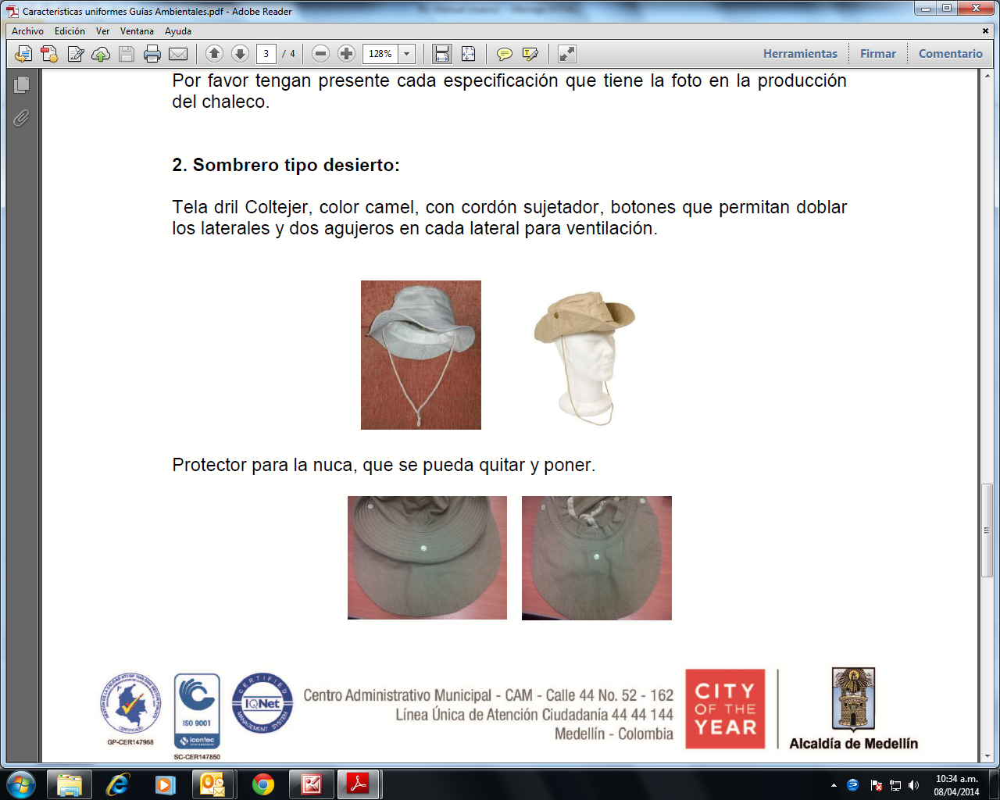 Caracteristicas uniformes Guías Ambientales.pdf - Adobe Reader
Archivo Edición Ver Ventana Ayuda
3 / 4 128% Herramientas Firmar Comentario
Por favor tengan presente cada especificación que tiene la foto en la producción
del chaleco.
2. Sombrero tipo desierto:
Tela dril Coltejer, color camel, con cordón sujetador, botones que permitan doblar
los laterales y dos agujeros en cada lateral para ventilación.
Protector para la nuca, que se pueda quitar y poner.
CERTIFICADO
GP-CER147968
ISO 9001
icontec
internacional
SC-CER147850
CERTIFIED
IQNet
MANAGEMENT SYSTEM
Centro Administrativo Municipal - CAM - Calle 44 No. 52 - 162
Línea Única de Atención Ciudadanía 44 44 144
Medellín - Colombia
CITY
OF THE
YEAR
Alcaldía de Medellín
10:34 a.m.
08/04/2014